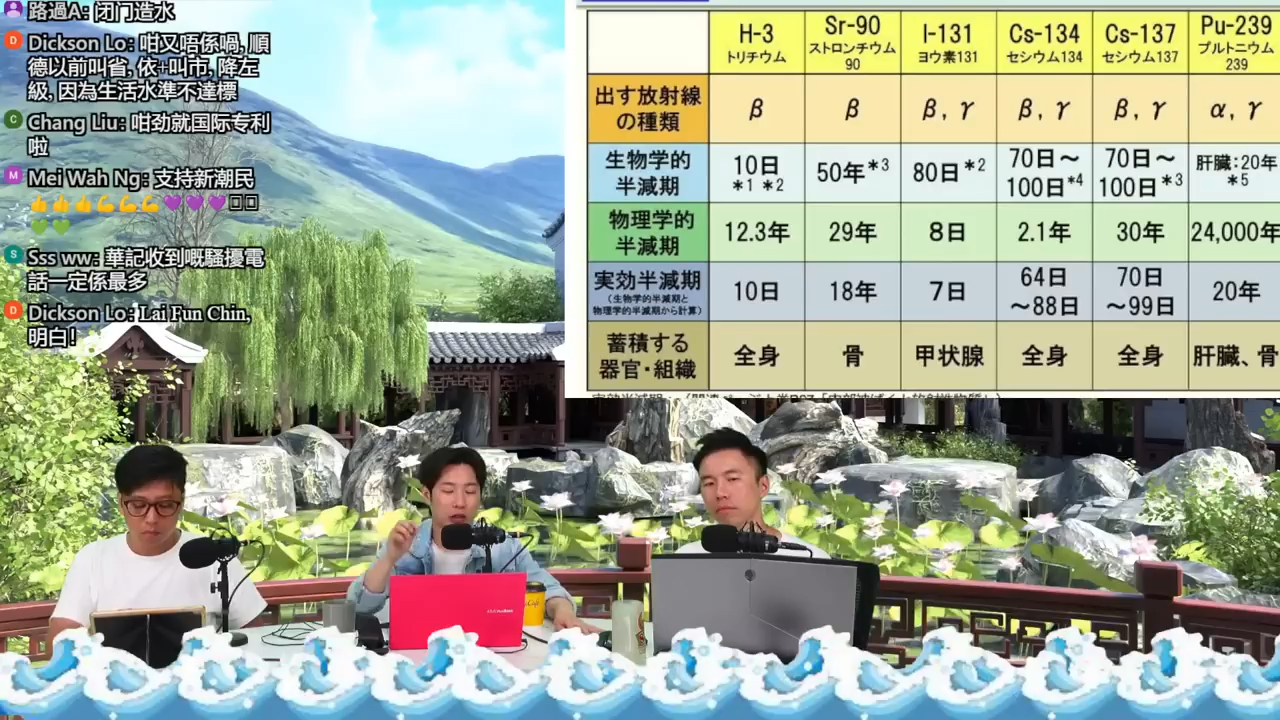 路過A: 闭门造水
Dickson Lo: 咁又唔係喎, 順
德以前叫省, 依+叫市, 降左
級, 因為生活水準不達標
Chang Liu: 咁劲就国际专利
啦
Mei Wah Ng: 支持新潮民
Sss ww: 華記收到嘅騷擾電
話一定係最多
Dickson Lo: Lai Fun Chin,
明白!
H-3 Sr-90 I-131 Cs-134 Cs-137 Pu-239
トリチウム ストロンチウム90 ヨウ素131 セシウム134 セシウム137 プルトニウム239
出す放射線の種類 β β β, γ β, γ β, γ α, γ
生物学的半減期 10日*1 *2 50年*3 80日*2 70日～100日*4 70日～100日*3 肝臓:20年*5
物理学的半減期 12.3年 29年 8日 2.1年 30年 24,000年
実効半減期 10日 18年 7日 64日～88日 70日～99日 20年
（生物学的半減期と
物理学的半減期から計算）
蓄積する器官・組織 全身 骨 甲状腺 全身 全身 肝臓、骨